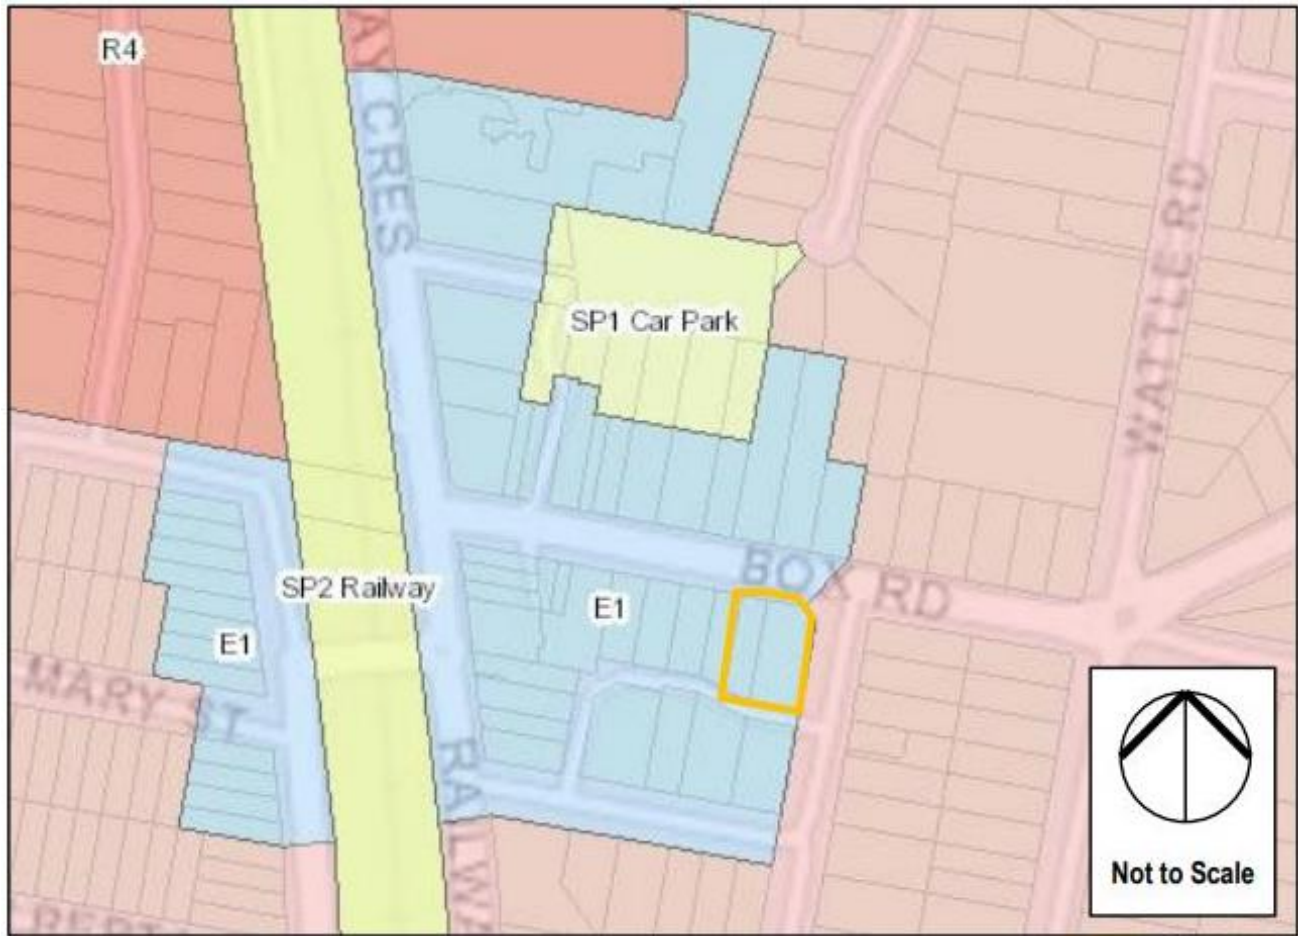 R4
AY CRES
WATTLE RD
SP1 Car Park
BOX RD
SP2 Railway
E1
E1
MARY ST
RAILWA
Not to Scale